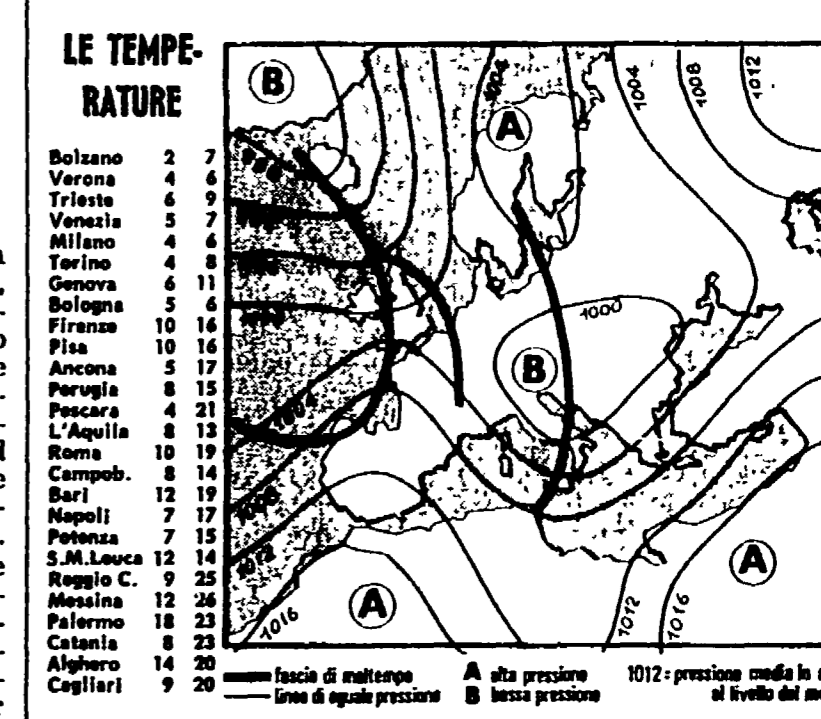 LE TEMPE-
RATURE
Bolzano 2 7
Verona 4 6
Trieste 6 9
Venezia 5 7
Milano 4 6
Torino 4 8
Genova 6 11
Bologna 5 6
Firenze 10 16
Pisa 10 16
Ancona 5 17
Perugia 8 15
Pescara 4 21
L'Aquila 8 13
Roma 10 19
Campob. 8 14
Bari 12 19
Napoli 7 17
Potenza 7 15
S.M.Leuca 12 14
Reggio C. 9 25
Messina 12 26
Palermo 18 23
Catania 8 23
Alghero 14 20
Cagliari 9 20
B
1004
A
1004
1008
1012
1000
B
1004
1008
1012
1016
A
1012
1016
A
fascia di maltempo
linea di eguale pressione
A alta pressione
B bassa pressione
1012 = pressione media in
al livello del